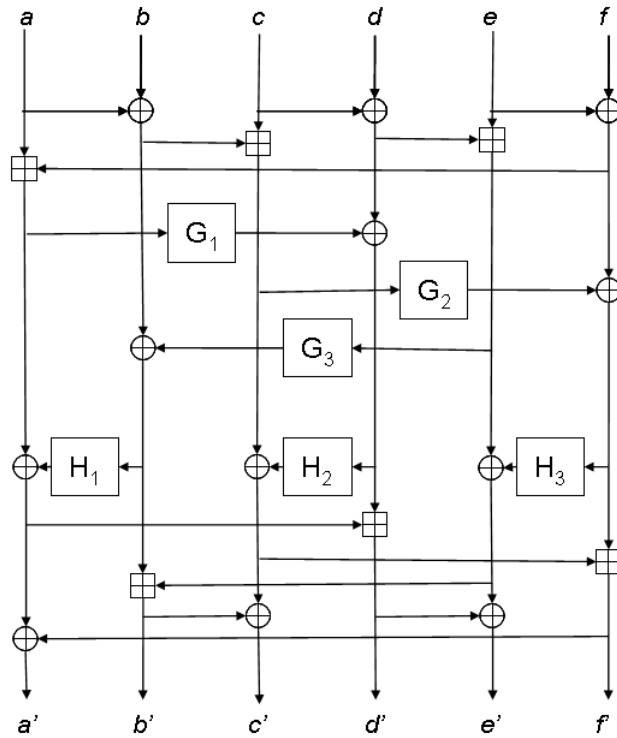 a b c d e f
G₁
G₂
G₃
H₁ H₂ H₃
a' b' c' d' e' f'